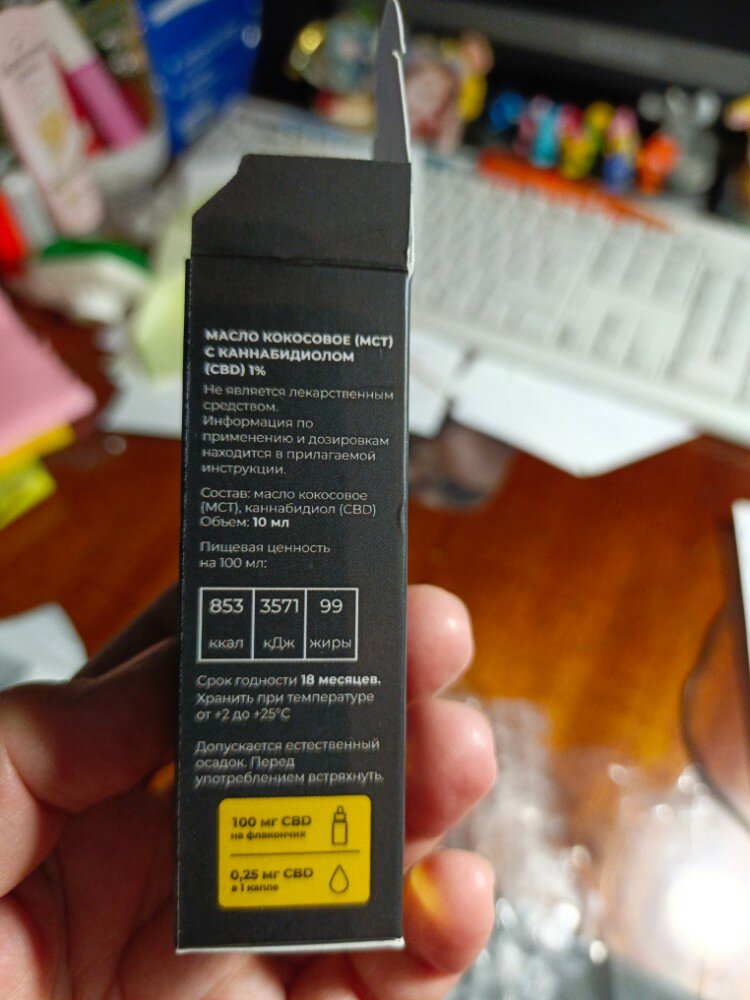 МАСЛО КОКОСОВОЕ (МСТ)
С КАННАБИДИОЛОМ
(CBD) 1%
Не является лекарственным
средством.
Информация по
применению и дозировкам
находится в прилагаемой
инструкции.
Состав: масло кокосовое
(МСТ), каннабидиол (CBD)
Объем: 10 мл
Пищевая ценность
на 100 мл:
853 3571 99
ккал кДж жиры
Срок годности 18 месяцев.
Хранить при температуре
от +2 до +25°С
Допускается естественный
осадок. Перед
употреблением встряхнуть.
100 мг CBD
на флакончик
0,25 мг CBD
в 1 капле